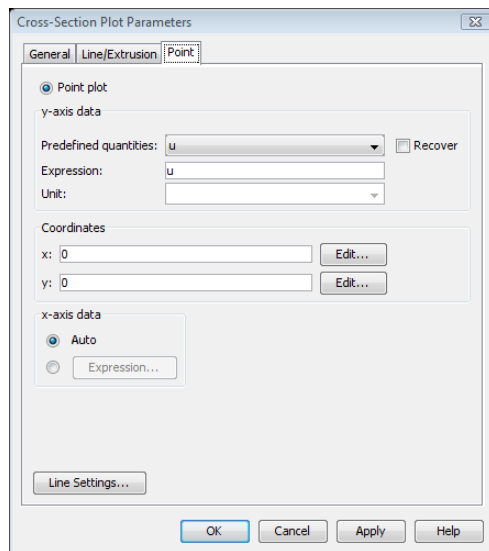 Cross-Section Plot Parameters
General Line/Extrusion Point
Point plot
y-axis data
Predefined quantities: u Recover
Expression: u
Unit:
Coordinates
x: 0 Edit...
y: 0 Edit...
x-axis data
Auto
Expression...
Line Settings...
OK Cancel Apply Help